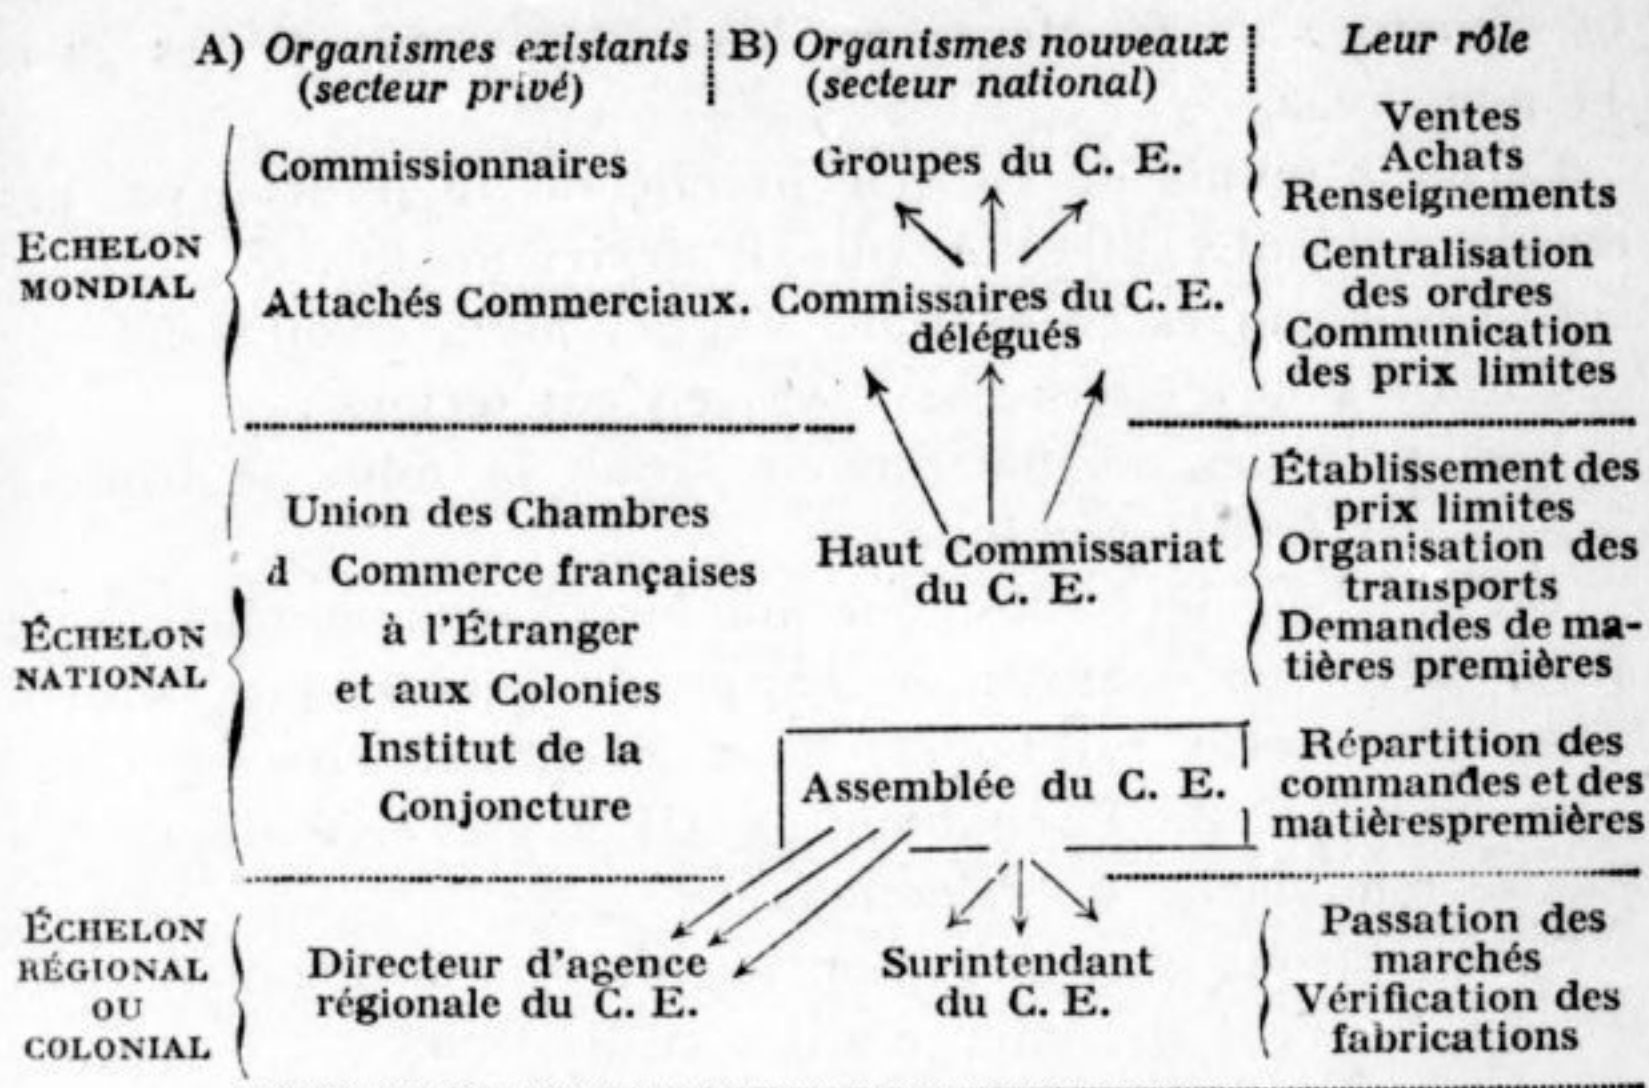 A) Organismes existants
(secteur privé)
B) Organismes nouveaux
(secteur national)
Leur rôle
ECHELON
MONDIAL
Commissionnaires
Groupes du C. E.
Ventes
Achats
Renseignements
Attachés Commerciaux.
Commissaires du C. E.
délégués
Centralisation
des ordres
Communication
des prix limites
ÉCHELON
NATIONAL
Union des Chambres
d Commerce françaises
à l'Étranger
et aux Colonies
Institut de la
Conjoncture
Haut Commissariat
du C. E.
Établissement des
prix limites
Organisation des
transports
Demandes de ma-
tières premières
Assemblée du C. E.
Répartition des
commandes et des
matièrespremières
ÉCHELON
RÉGIONAL
OU
COLONIAL
Directeur d'agence
régionale du C. E.
Surintendant
du C. E.
Passation des
marchés
Vérification des
fabrications